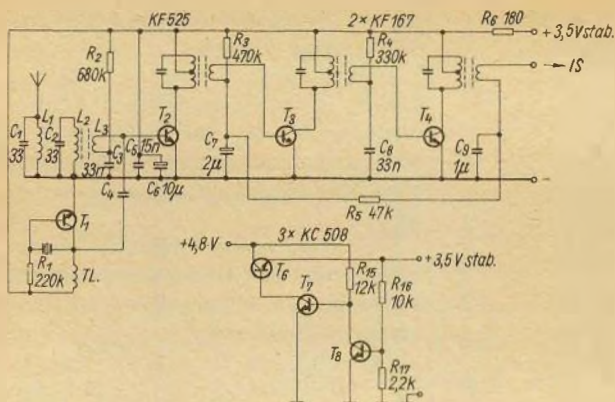 KF525
2×KF167
R6 180
+3,5V stab.
R2
680k
R3
470k
R4
330k
→IS
L1
L2
L3
T2
T3
T4
C1
33
C2
33
C3
33n
C5
15n
C6 10µ
C7
2µ
C8
33n
C9
1µ
C4
-
T1
R5 47k
R1
220k
TL.
3×KC 508
+4,8V
+3,5V stab.
T6
T7
R15
12k
R16
10k
T8
R17
2,2k